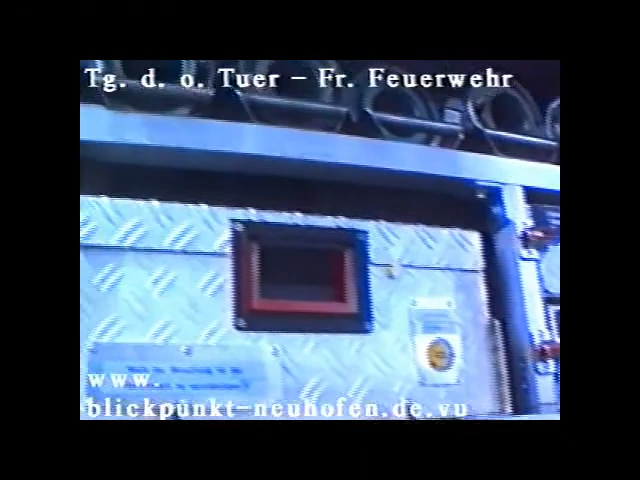 Tg. d. o. Tuer - Fr. Feuerwehr
www.
blickpunkt-neuhofen.de.vu